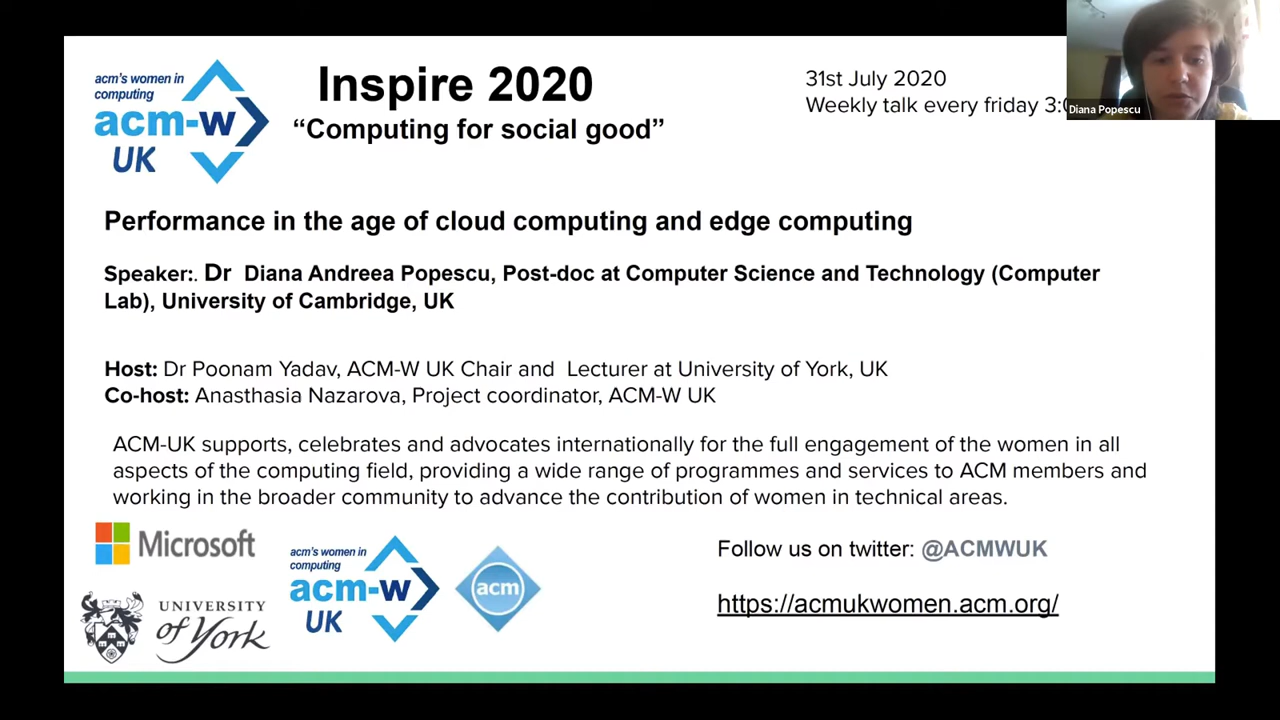 acm's women in
computing
acm-w
UK
Inspire 2020
“Computing for social good”
31st July 2020
Weekly talk every friday
Diana Popescu
Performance in the age of cloud computing and edge computing
Speaker:. Dr Diana Andreea Popescu, Post-doc at Computer Science and Technology (Computer
Lab), University of Cambridge, UK
Host: Dr Poonam Yadav, ACM-W UK Chair and Lecturer at University of York, UK
Co-host: Anasthasia Nazarova, Project coordinator, ACM-W UK
ACM-UK supports, celebrates and advocates internationally for the full engagement of the women in all
aspects of the computing field, providing a wide range of programmes and services to ACM members and
working in the broader community to advance the contribution of women in technical areas.
Microsoft
UNIVERSITY
of York
acm's women in
computing
acm-w
UK
acm
Follow us on twitter: @ACMWUK
https://acmukwomen.acm.org/